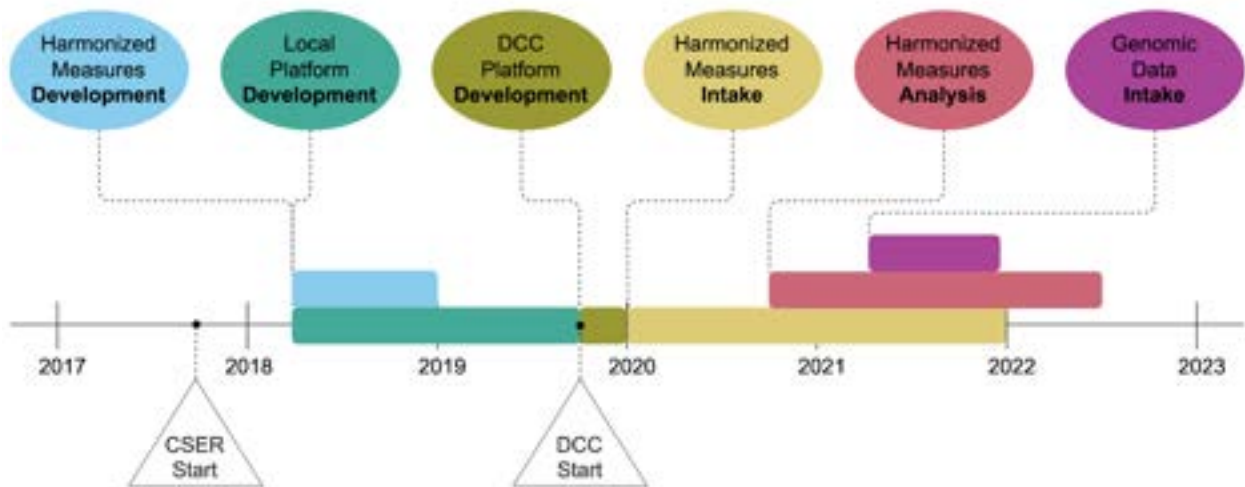 Harmonized
Measures
Development
Local
Platform
Development
DCC
Platform
Development
Harmonized
Measures
Intake
Harmonized
Measures
Analysis
Genomic
Data
Intake
2017
2018
2019
2020
2021
2022
2023
CSER
Start
DCC
Start